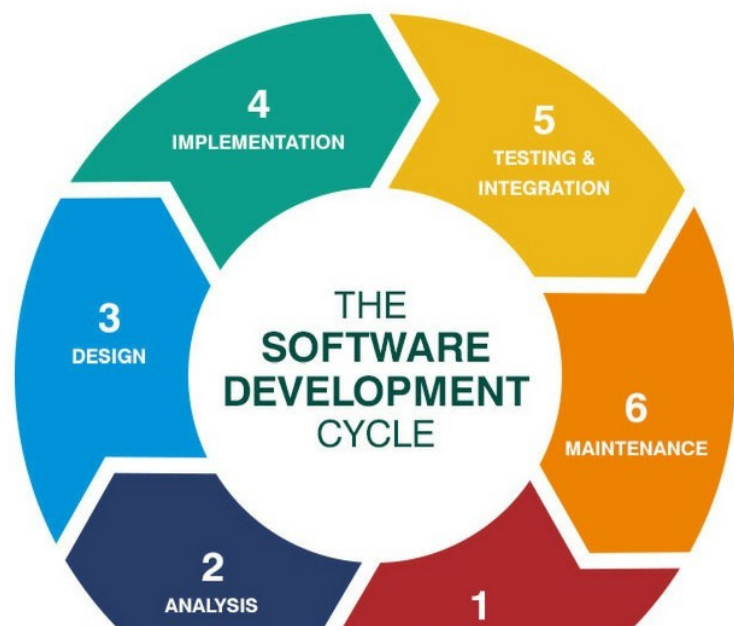 4
IMPLEMENTATION
5
TESTING &
INTEGRATION
3
DESIGN
THE
SOFTWARE
DEVELOPMENT
CYCLE
6
MAINTENANCE
2
ANALYSIS
1